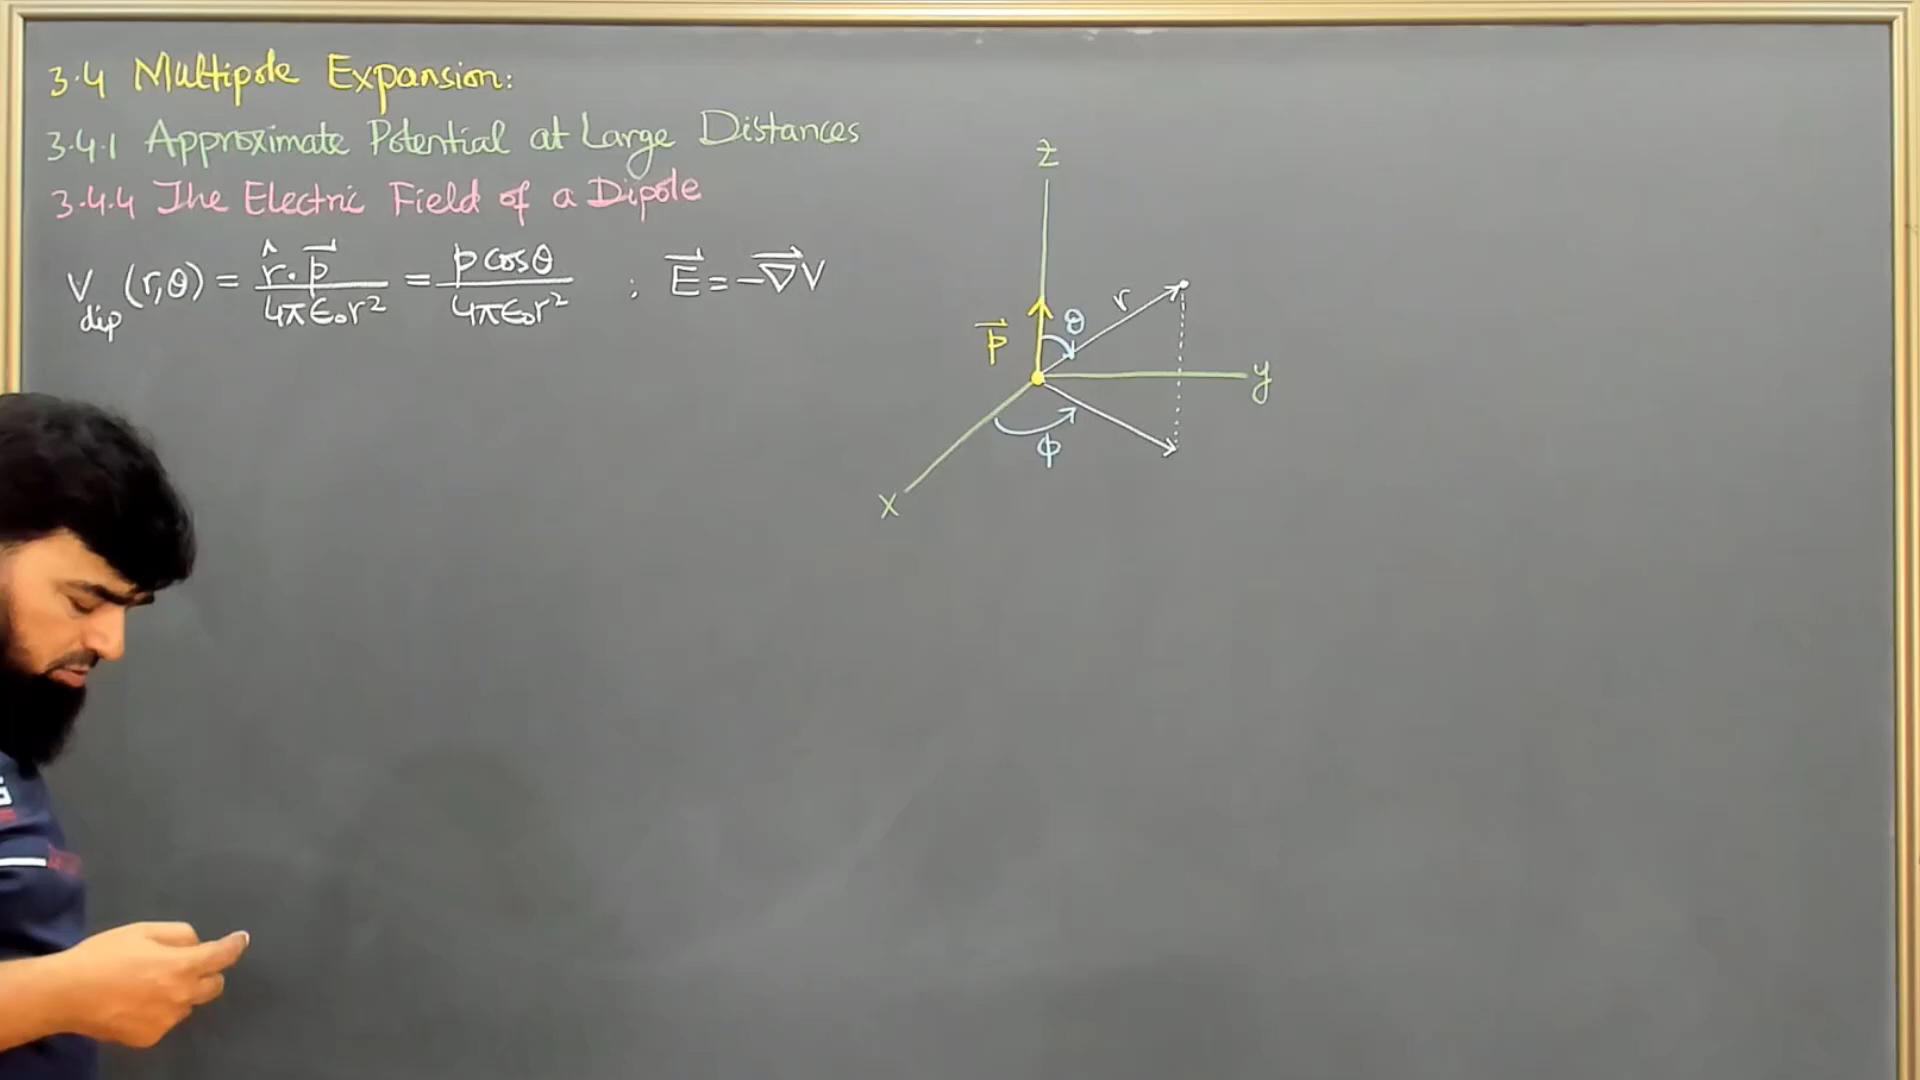 3.4 Multipole Expansion:
3.4.1 Approximate Potential at Large Distances
3.4.4 The Electric Field of a Dipole
V_dip (r,θ) = r̂·p⃗ / 4πϵ₀r² = p cosθ / 4πϵ₀r² ; E⃗ = -∇⃗V
z
r
θ
p⃗
y
ϕ
x